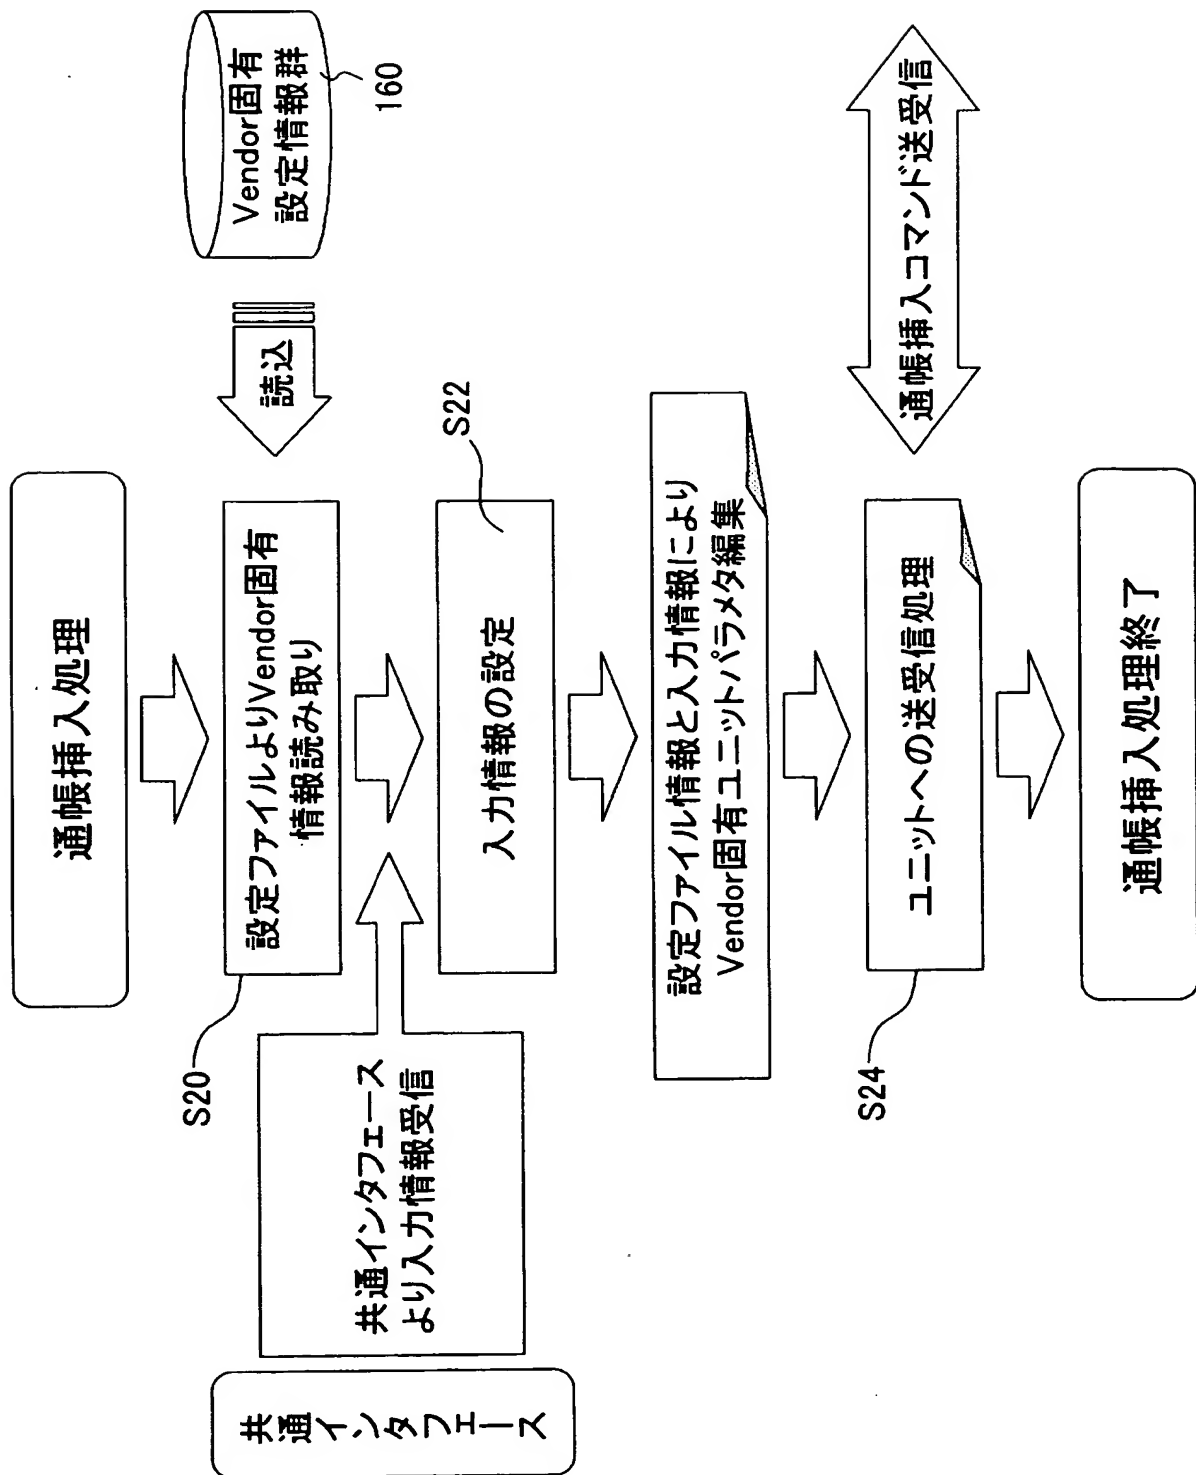 通帳挿入処理
Vendor固有
設定情報群
160
読込
S20
設定ファイルよりVendor固有
情報読み取り
共通インタフェース
共通インタフェース
より入力情報受信
S22
入力情報の設定
設定ファイル情報と入力情報により
Vendor固有ユニットパラメタ編集
S24
ユニットへの送受信処理
通帳挿入コマンド送受信
通帳挿入処理終了